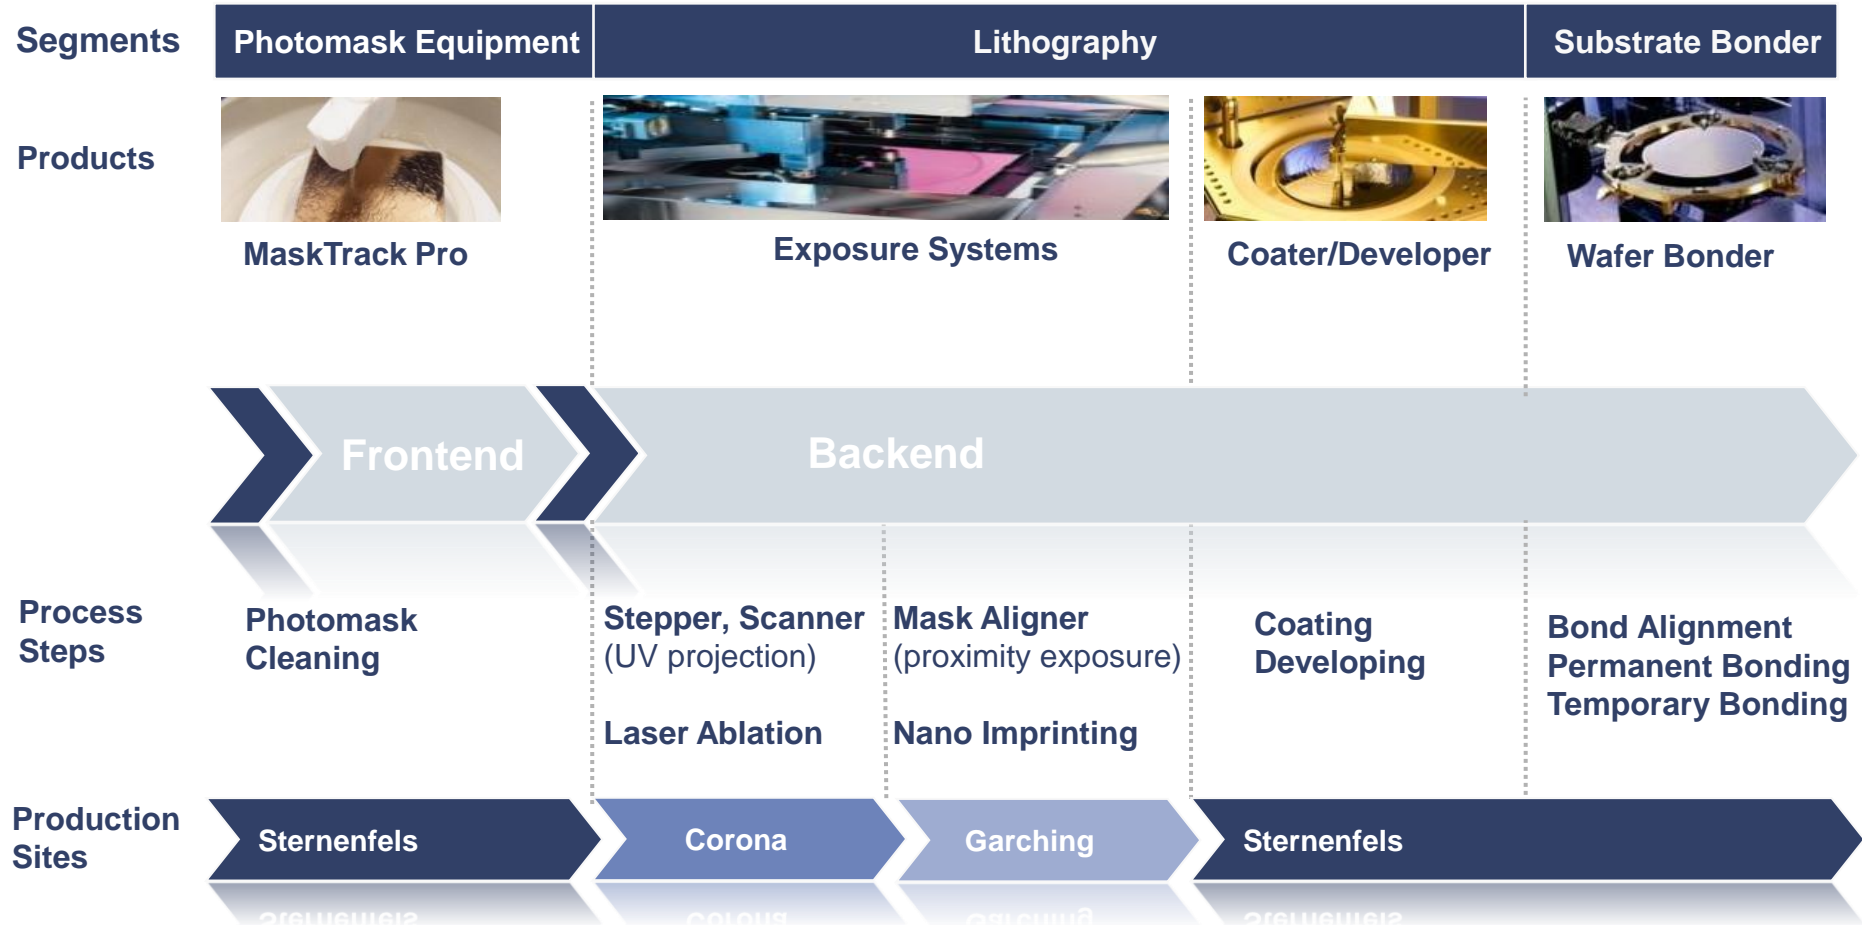 Segments
Photomask Equipment
Lithography
Substrate Bonder
Products
MaskTrack Pro
Exposure Systems
Coater/Developer
Wafer Bonder
Frontend
Backend
Process
Steps
Photomask
Cleaning
Stepper, Scanner
(UV projection)
Laser Ablation
Mask Aligner
(proximity exposure)
Nano Imprinting
Coating
Developing
Bond Alignment
Permanent Bonding
Temporary Bonding
Production
Sites
Sternenfels
Corona
Garching
Sternenfels